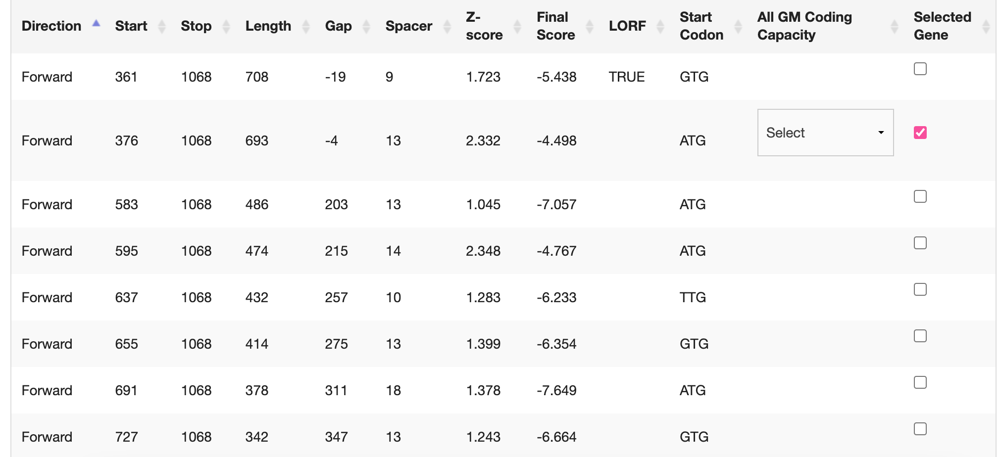 Direction Start Stop Length Gap Spacer Z-score Final Score LORF Start Codon All GM Coding Capacity Selected Gene
Forward 361 1068 708 -19 9 1.723 -5.438 TRUE GTG
Forward 376 1068 693 -4 13 2.332 -4.498 ATG Select
Forward 583 1068 486 203 13 1.045 -7.057 ATG
Forward 595 1068 474 215 14 2.348 -4.767 ATG
Forward 637 1068 432 257 10 1.283 -6.233 TTG
Forward 655 1068 414 275 13 1.399 -6.354 GTG
Forward 691 1068 378 311 18 1.378 -7.649 ATG
Forward 727 1068 342 347 13 1.243 -6.664 GTG